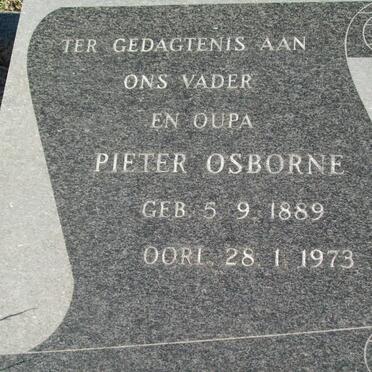 TER GEDAGTENIS AAN
ONS VADER
EN OUPA
PIETER OSBORNE
GEB. 5. 9. 1889
OORL. 28. 1. 1973